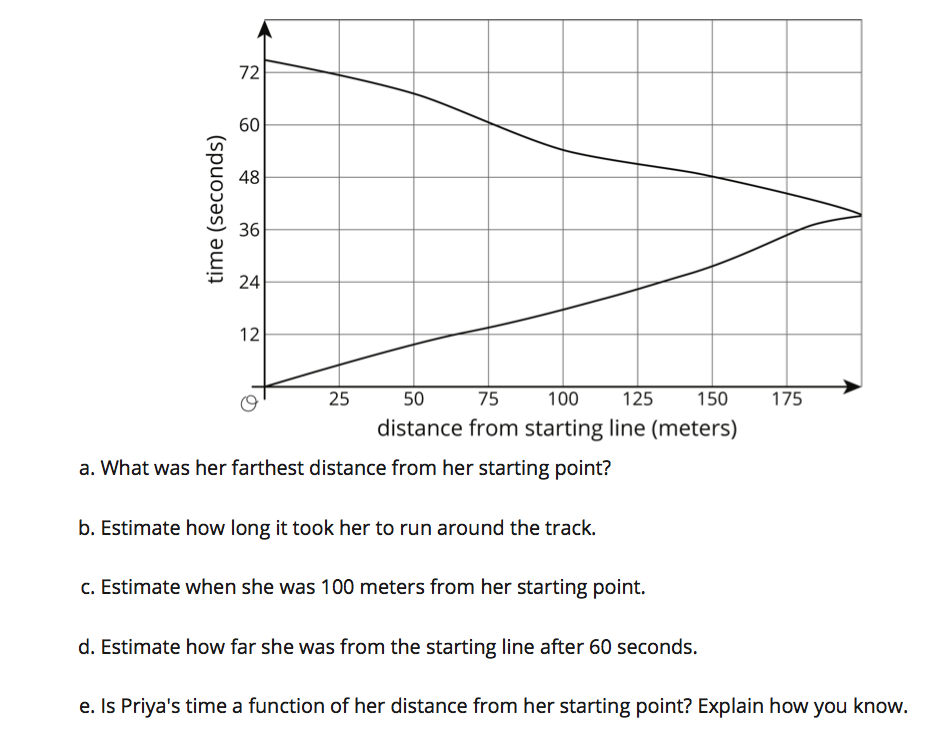 time (seconds)
72
60
48
36
24
12
O
25 50 75 100 125 150 175
distance from starting line (meters)
a. What was her farthest distance from her starting point?
b. Estimate how long it took her to run around the track.
c. Estimate when she was 100 meters from her starting point.
d. Estimate how far she was from the starting line after 60 seconds.
e. Is Priya's time a function of her distance from her starting point? Explain how you know.